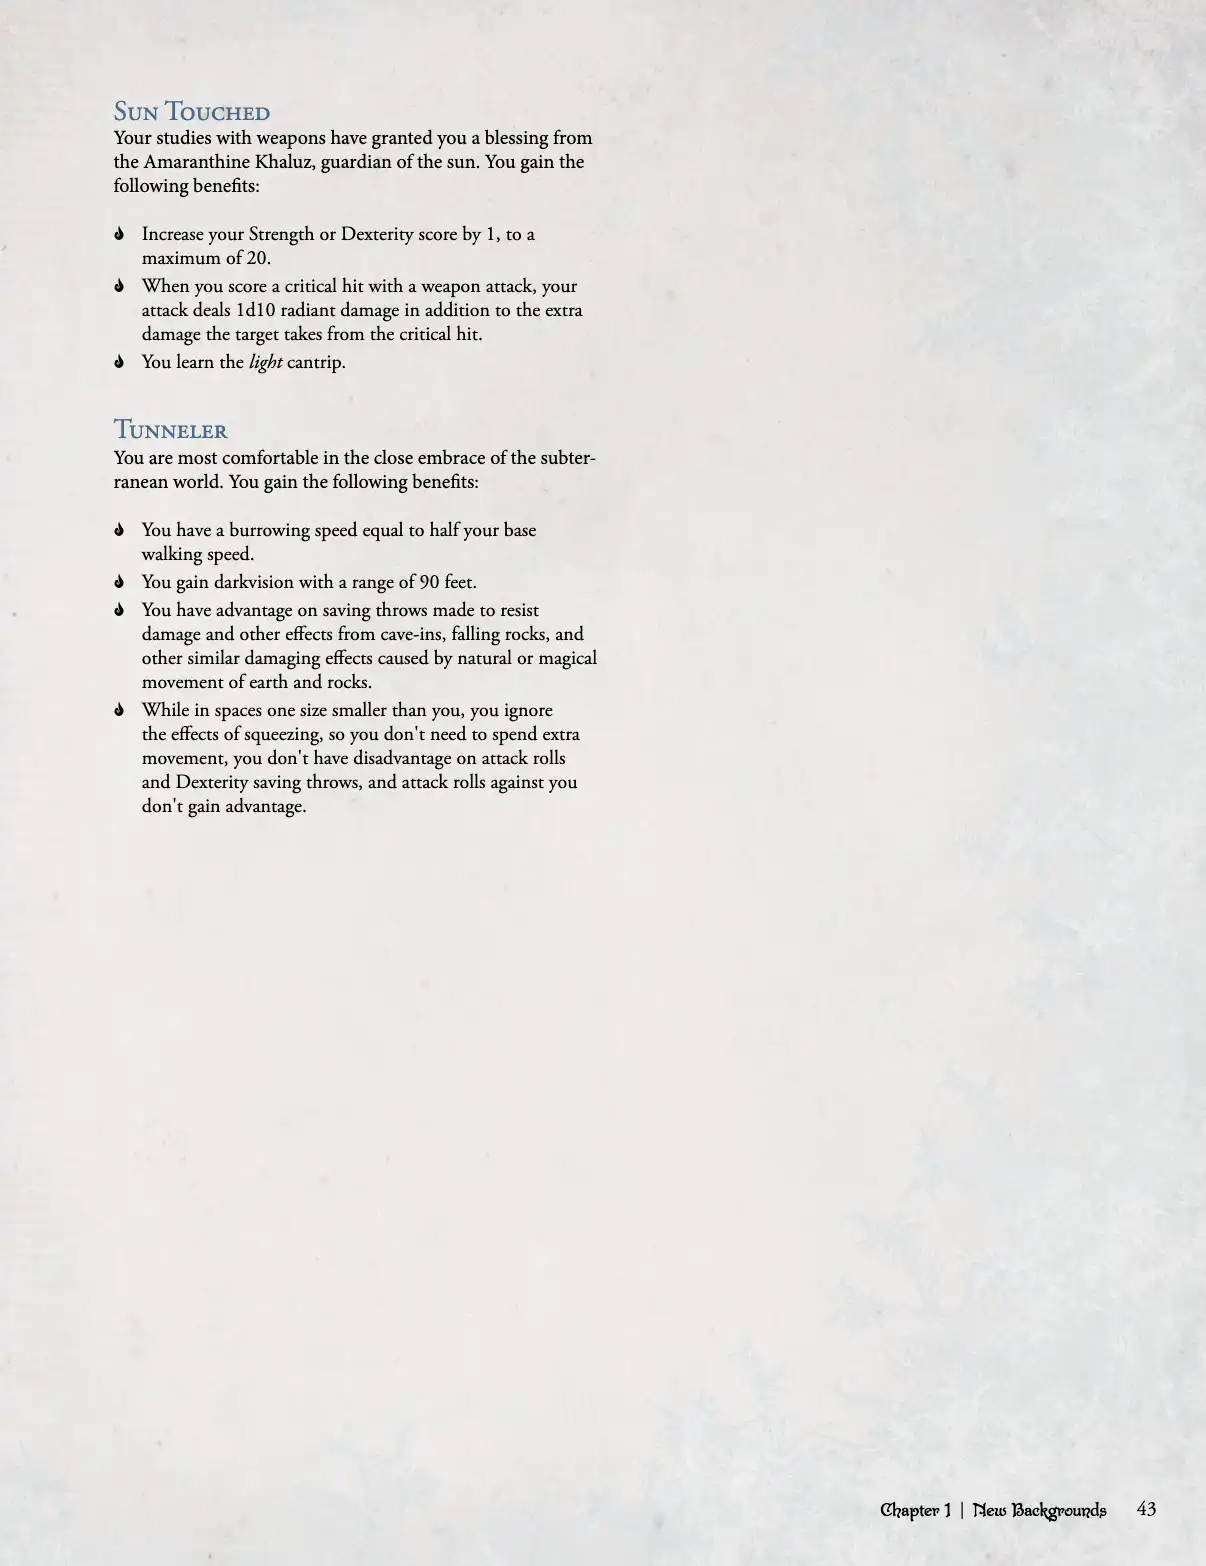 Sun Touched
Your studies with weapons have granted you a blessing from
the Amaranthine Khaluz, guardian of the sun. You gain the
following benefits:
Increase your Strength or Dexterity score by 1, to a
maximum of 20.
When you score a critical hit with a weapon attack, your
attack deals 1d10 radiant damage in addition to the extra
damage the target takes from the critical hit.
You learn the light cantrip.
Tunneler
You are most comfortable in the close embrace of the subter-
ranean world. You gain the following benefits:
You have a burrowing speed equal to half your base
walking speed.
You gain darkvision with a range of 90 feet.
You have advantage on saving throws made to resist
damage and other effects from cave-ins, falling rocks, and
other similar damaging effects caused by natural or magical
movement of earth and rocks.
While in spaces one size smaller than you, you ignore
the effects of squeezing, so you don't need to spend extra
movement, you don't have disadvantage on attack rolls
and Dexterity saving throws, and attack rolls against you
don't gain advantage.
Chapter 1 | New Backgrounds 43